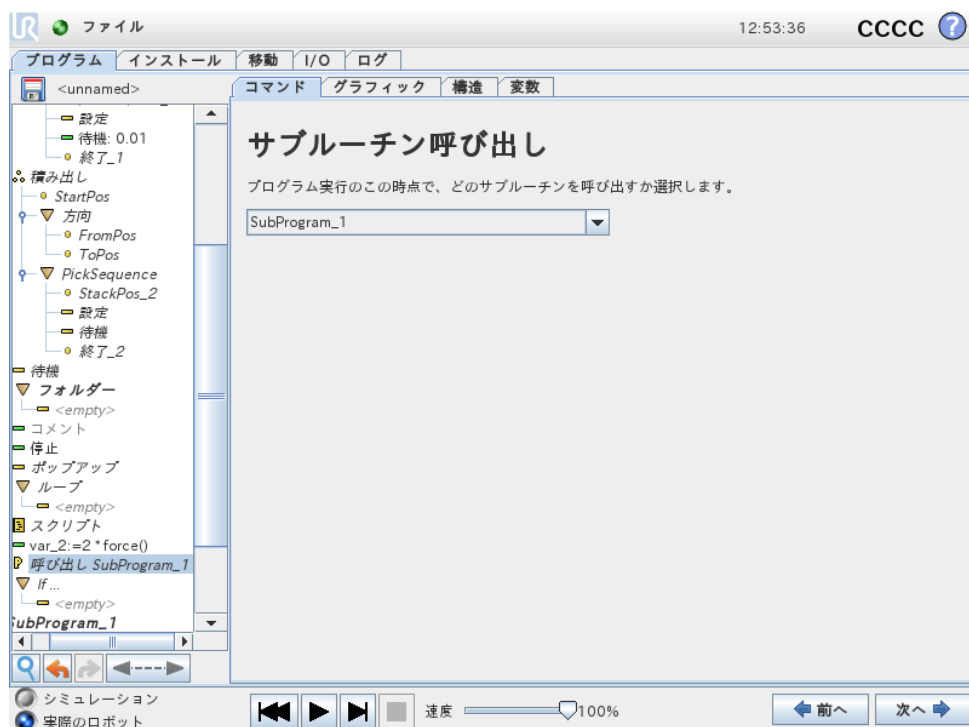 UR ファイル 12:53:36 CCCC ?
プログラム インストール 移動 I/O ログ
<unnamed>
コマンド グラフィック 構造 変数
設定
待機: 0.01
終了_1
積み出し
StartPos
方向
FromPos
ToPos
PickSequence
StackPos_2
設定
待機
終了_2
待機
フォルダー
<empty>
コメント
停止
ポップアップ
ループ
<empty>
スクリプト
var_2:=2 * force()
呼び出し SubProgram_1
If ...
<empty>
SubProgram_1
サブルーチン呼び出し
プログラム実行のこの時点で、どのサブルーチンを呼び出すか選択します。
SubProgram_1
シミュレーション
実際のロボット
速度 100%
前へ 次へ